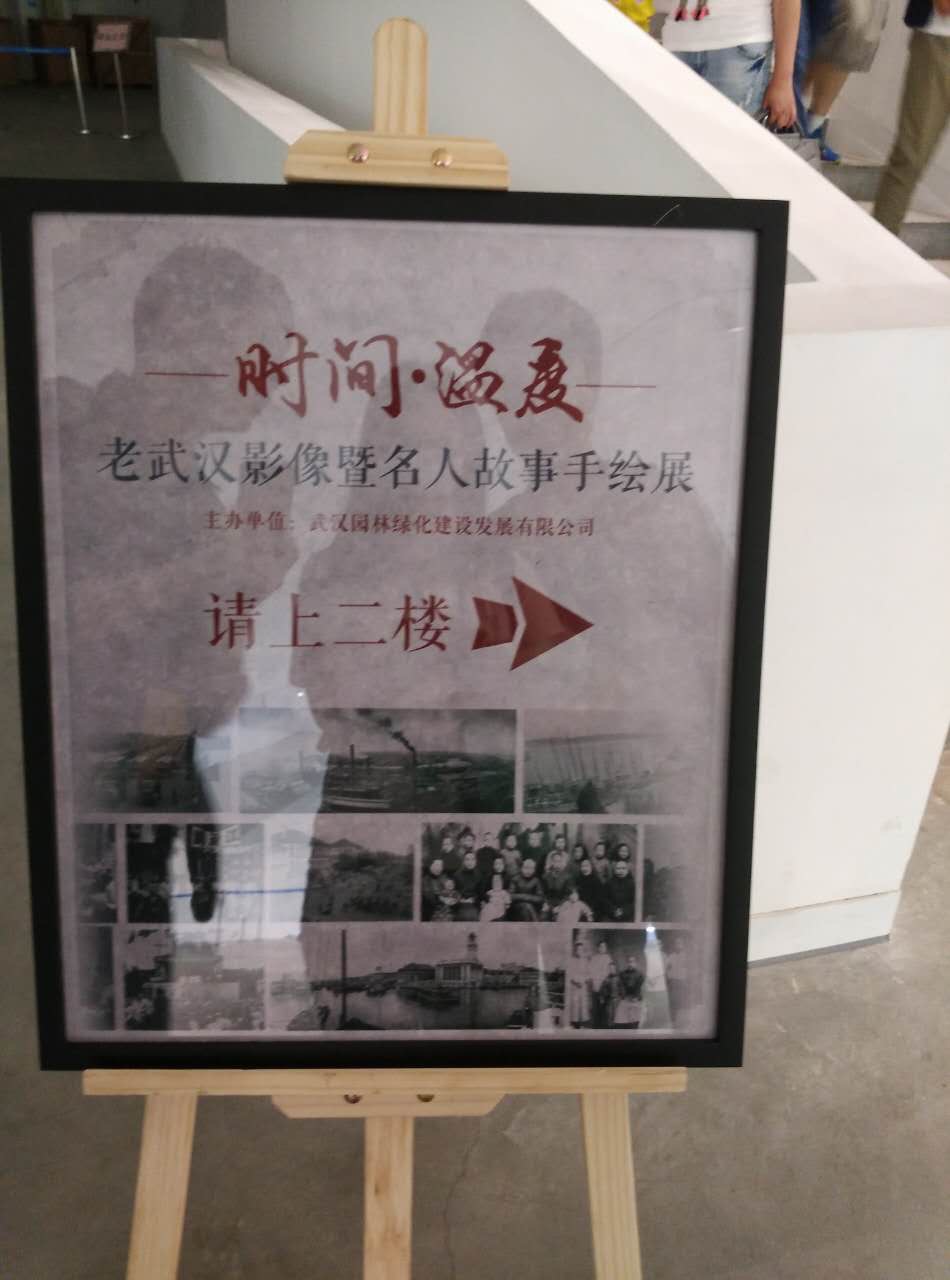 时间·温度
老武汉影像暨名人故事手绘展
主办单值：武汉园林绿化建设发展有限公司
请上二楼